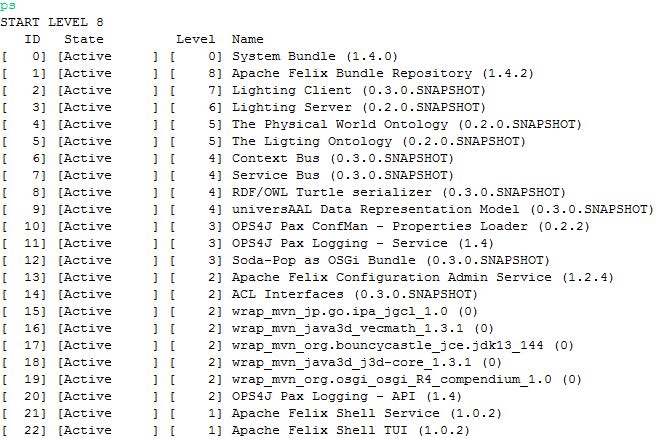 ps
START LEVEL 8
   ID   State         Level  Name
[   0] [Active     ] [    0] System Bundle (1.4.0)
[   1] [Active     ] [    8] Apache Felix Bundle Repository (1.4.2)
[   2] [Active     ] [    7] Lighting Client (0.3.0.SNAPSHOT)
[   3] [Active     ] [    6] Lighting Server (0.2.0.SNAPSHOT)
[   4] [Active     ] [    5] The Physical World Ontology (0.2.0.SNAPSHOT)
[   5] [Active     ] [    5] The Ligting Ontology (0.2.0.SNAPSHOT)
[   6] [Active     ] [    4] Context Bus (0.3.0.SNAPSHOT)
[   7] [Active     ] [    4] Service Bus (0.3.0.SNAPSHOT)
[   8] [Active     ] [    4] RDF/OWL Turtle serializer (0.3.0.SNAPSHOT)
[   9] [Active     ] [    4] universAAL Data Representation Model (0.3.0.SNAPSHOT)
[  10] [Active     ] [    3] OPS4J Pax ConfMan - Properties Loader (0.2.2)
[  11] [Active     ] [    3] OPS4J Pax Logging - Service (1.4)
[  12] [Active     ] [    3] Soda-Pop as OSGi Bundle (0.3.0.SNAPSHOT)
[  13] [Active     ] [    2] Apache Felix Configuration Admin Service (1.2.4)
[  14] [Active     ] [    2] ACL Interfaces (0.3.0.SNAPSHOT)
[  15] [Active     ] [    2] wrap_mvn_jp.go.ipa_jgcl_1.0 (0)
[  16] [Active     ] [    2] wrap_mvn_java3d_vecmath_1.3.1 (0)
[  17] [Active     ] [    2] wrap_mvn_org.bouncycastle_jce.jdk13_144 (0)
[  18] [Active     ] [    2] wrap_mvn_java3d_j3d-core_1.3.1 (0)
[  19] [Active     ] [    2] wrap_mvn_org.osgi_osgi_R4_compendium_1.0 (0)
[  20] [Active     ] [    2] OPS4J Pax Logging - API (1.4)
[  21] [Active     ] [    1] Apache Felix Shell Service (1.0.2)
[  22] [Active     ] [    1] Apache Felix Shell TUI (1.0.2)